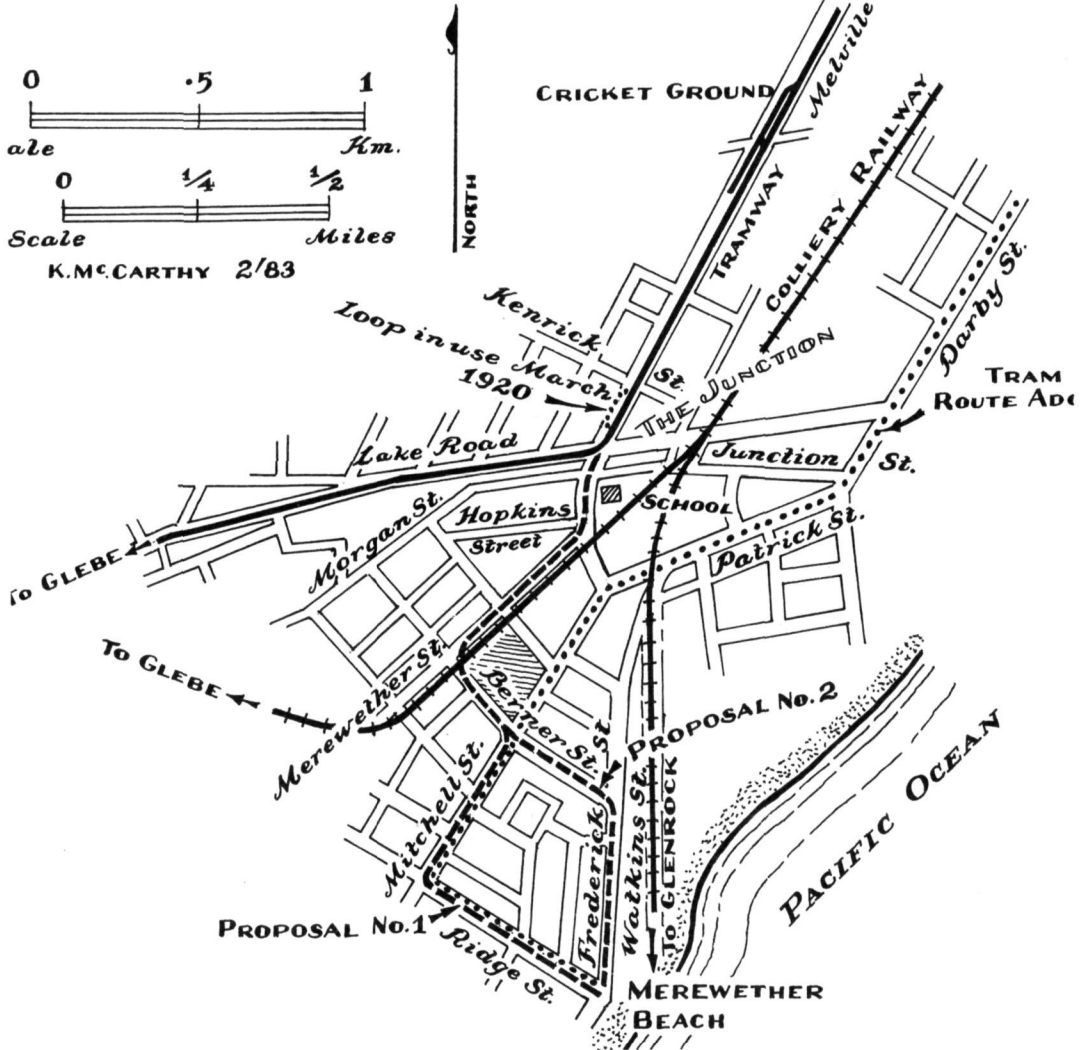 0 .5 1
ale Km.
0 1/4 1/2
Scale Miles
K. Mc. CARTHY 2/'83
NORTH
CRICKET GROUND
Melville
TRAMWAY
COLLIERY RAILWAY
Kenrick
St.
Loop in use March
1920
THE JUNCTION
Darby St.
TRAM
ROUTE ADO
Lake Road
Junction
St.
Hopkins
Street
SCHOOL
Morgan St.
Patrick St.
To GLEBE
To GLEBE
Merewether St.
Berner St.
St
PROPOSAL No. 2
Mitchell St.
Frederick
Watkins St.
To GLENROCK
PACIFIC OCEAN
PROPOSAL No. 1
Ridge St.
MEREWETHER
BEACH